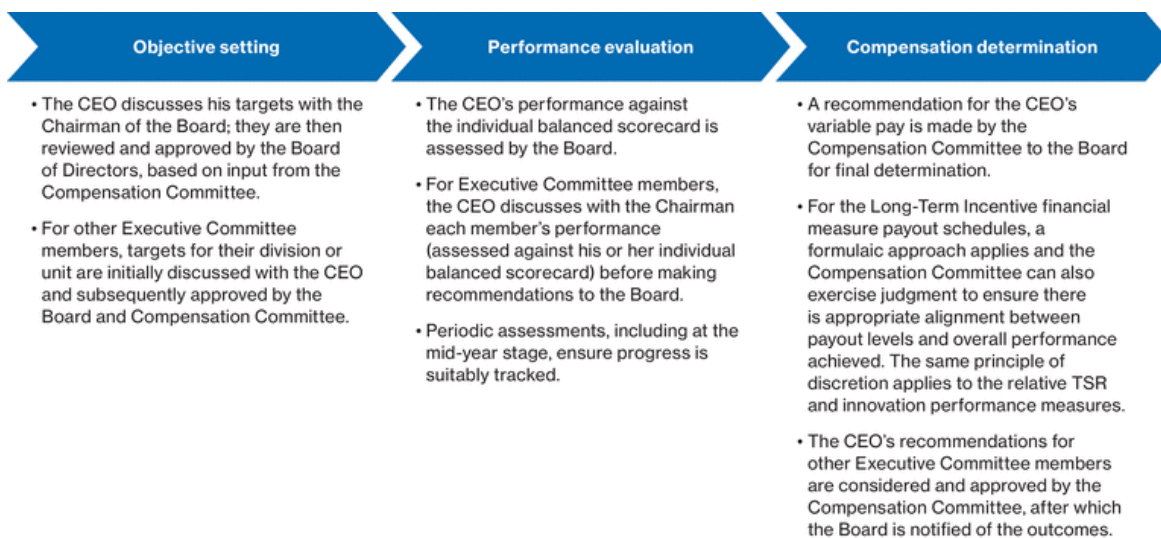 Objective setting
Performance evaluation
Compensation determination
• The CEO discusses his targets with the
Chairman of the Board; they are then
reviewed and approved by the Board
of Directors, based on input from the
Compensation Committee.
• For other Executive Committee
members, targets for their division or
unit are initially discussed with the CEO
and subsequently approved by the
Board and Compensation Committee.
• The CEO's performance against
the individual balanced scorecard is
assessed by the Board.
• For Executive Committee members,
the CEO discusses with the Chairman
each member's performance
(assessed against his or her individual
balanced scorecard) before making
recommendations to the Board.
• Periodic assessments, including at the
mid-year stage, ensure progress is
suitably tracked.
• A recommendation for the CEO's
variable pay is made by the
Compensation Committee to the Board
for final determination.
• For the Long-Term Incentive financial
measure payout schedules, a
formulaic approach applies and the
Compensation Committee can also
exercise judgment to ensure there
is appropriate alignment between
payout levels and overall performance
achieved. The same principle of
discretion applies to the relative TSR
and innovation performance measures.
• The CEO's recommendations for
other Executive Committee members
are considered and approved by the
Compensation Committee, after which
the Board is notified of the outcomes.